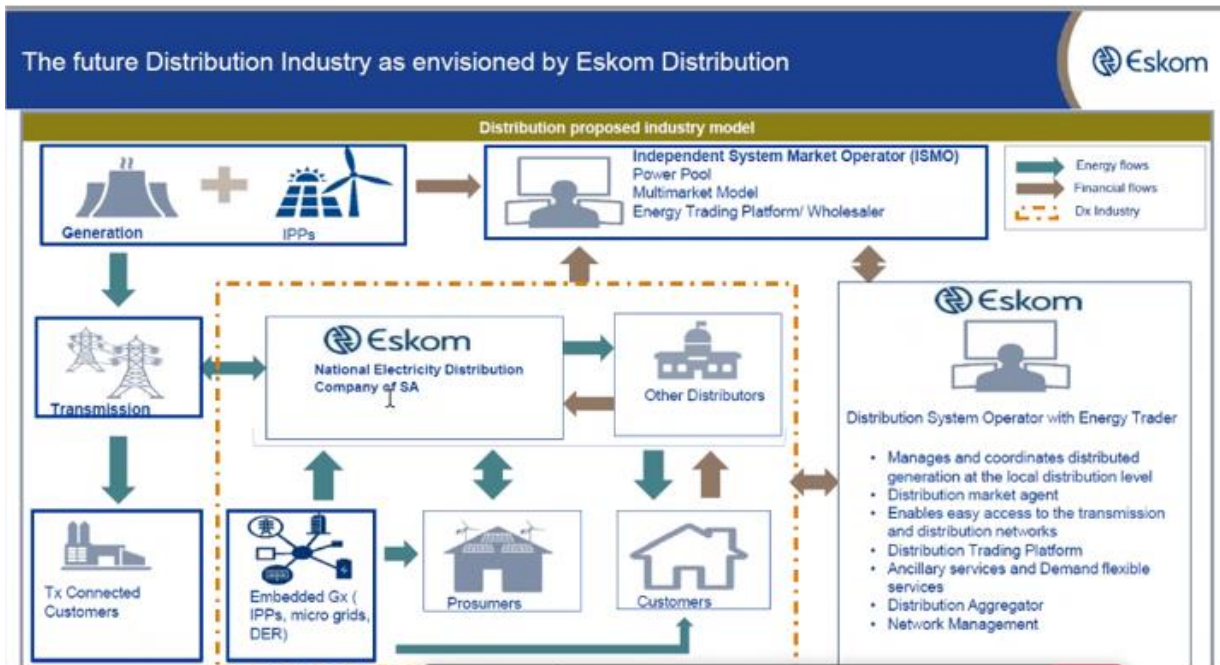 The future Distribution Industry as envisioned by Eskom Distribution
Eskom
Distribution proposed industry model
Generation
IPPs
Independent System Market Operator (ISMO)
Power Pool
Multimarket Model
Energy Trading Platform/ Wholesaler
Energy flows
Financial flows
Dx Industry
Transmission
Eskom
National Electricity Distribution
Company of SA
Other Distributors
Eskom
Distribution System Operator with Energy Trader
• Manages and coordinates distributed
generation at the local distribution level
• Distribution market agent
• Enables easy access to the transmission
and distribution networks
• Distribution Trading Platform
• Ancillary services and Demand flexible
services
• Distribution Aggregator
• Network Management
Tx Connected
Customers
Embedded Gx (
IPPs, micro grids,
DER)
Prosumers
Customers